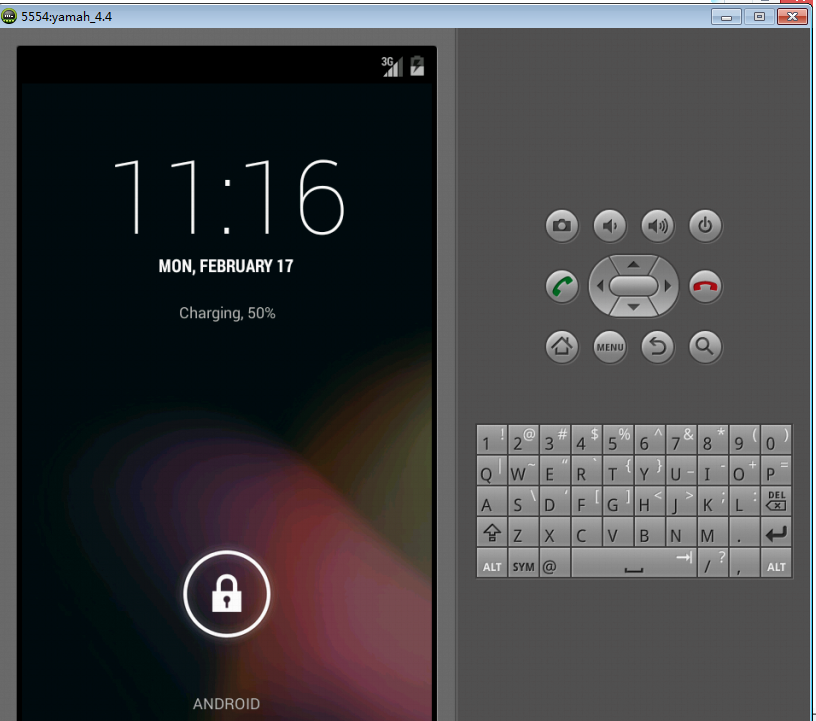 5554:yamah_4.4
3G
11:16
MON, FEBRUARY 17
Charging, 50%
ANDROID
MENU
1 ! 2 @ 3 # 4 $ 5 % 6 ^ 7 & 8 * 9 ( 0 )
Q | W ~ E " R ` T { Y } U _ I - O + P =
A S \ D ' F [ G ] H < J > K ; L : DEL
Z X C V B N M .
ALT SYM @ / ? , ALT